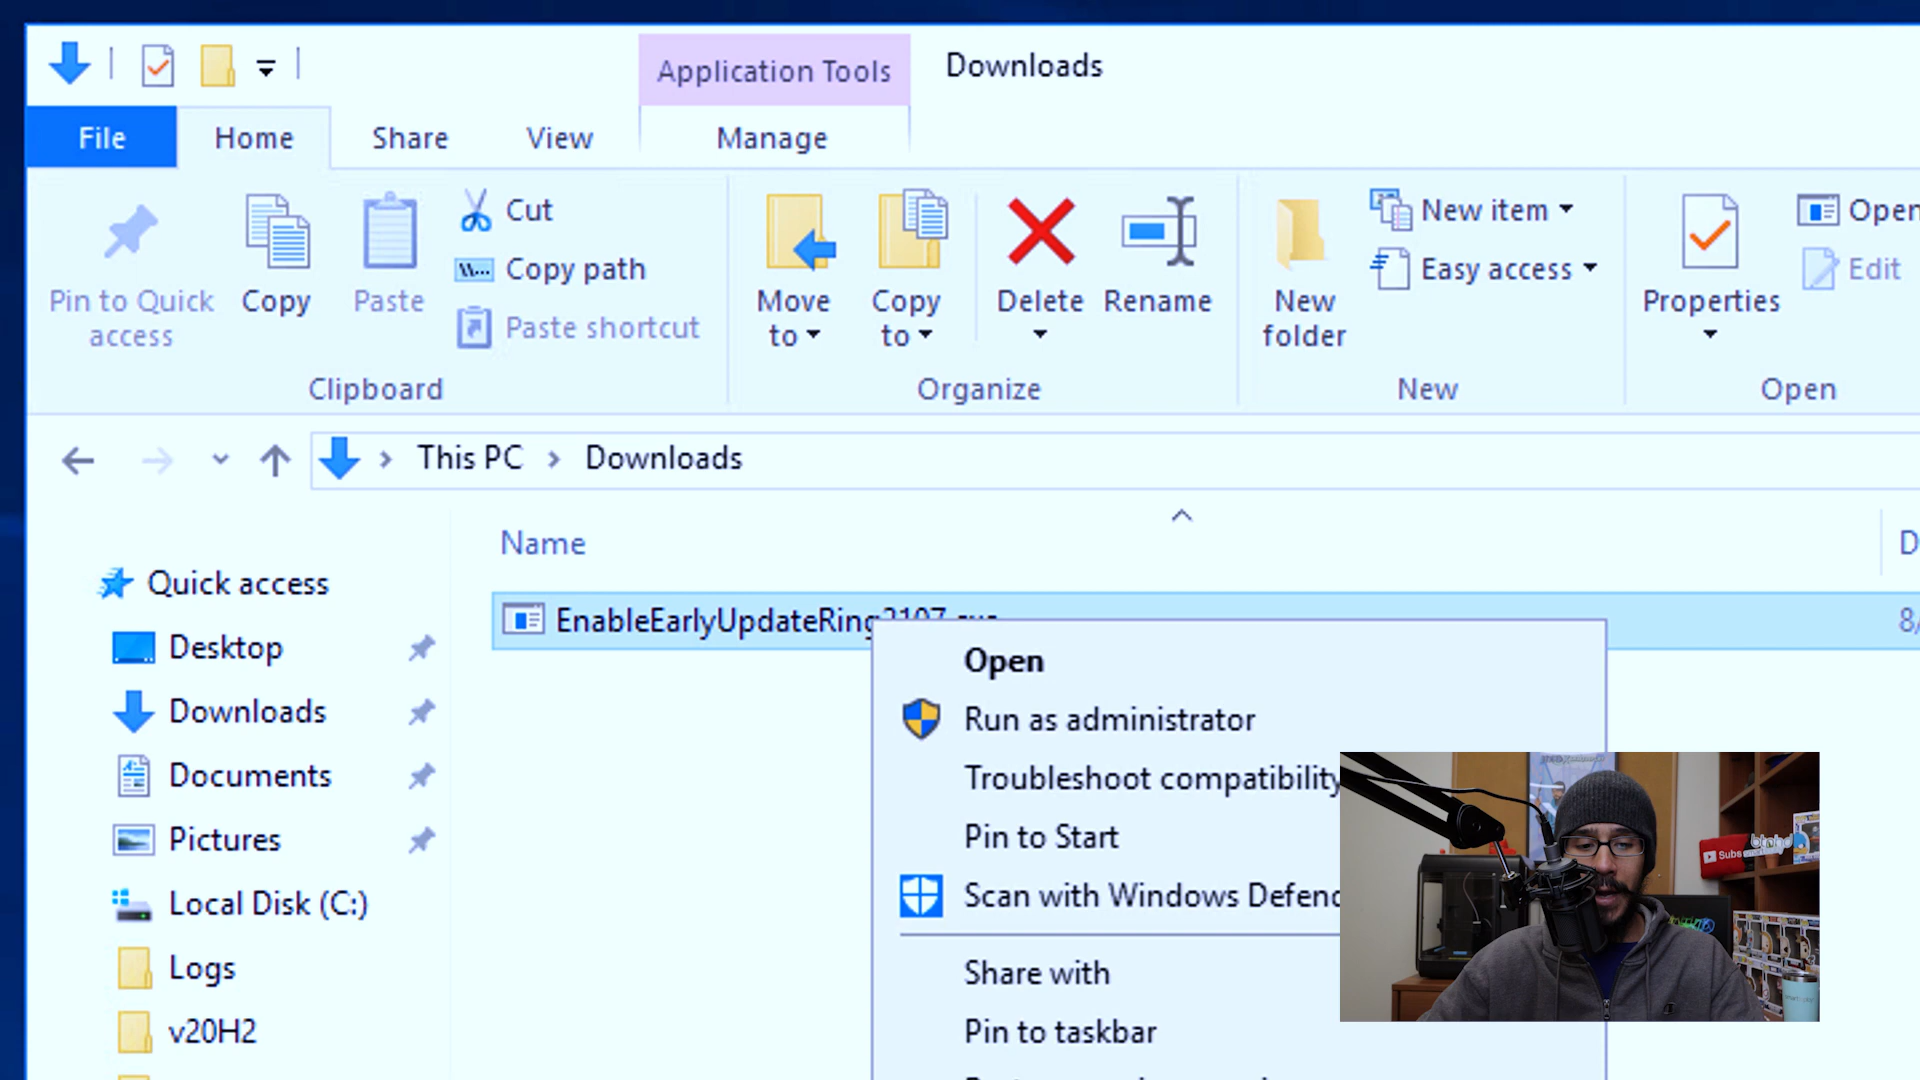 Application Tools
Downloads
File
Home
Share
View
Manage
Pin to Quick
access
Copy
Paste
Cut
Copy path
Paste shortcut
Clipboard
Move
to
Copy
to
Delete
Rename
Organize
New
folder
New item
Easy access
New
Properties
Open
Edit
Open
This PC
Downloads
Name
D
Quick access
Desktop
Downloads
Documents
Pictures
Local Disk (C:)
Logs
v20H2
EnableEarlyUpdateRing2107.exe
8/
Open
Run as administrator
Troubleshoot compatibility
Pin to Start
Scan with Windows Defend
Share with
Pin to taskbar
Subs